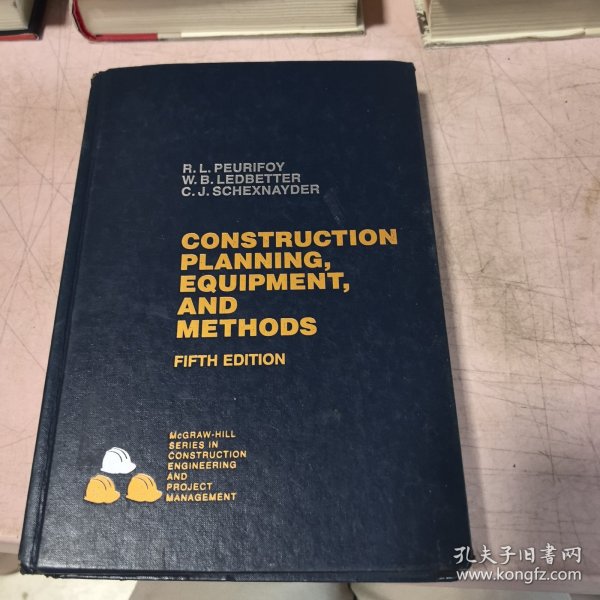 R. L. PEURIFOY
W. B. LEDBETTER
C. J. SCHEXNAYDER
CONSTRUCTION
PLANNING,
EQUIPMENT,
AND
METHODS
FIFTH EDITION
McGRAW-HILL
SERIES IN
CONSTRUCTION
ENGINEERING
AND
PROJECT
MANAGEMENT
孔夫子旧书网
www.kongfz.com